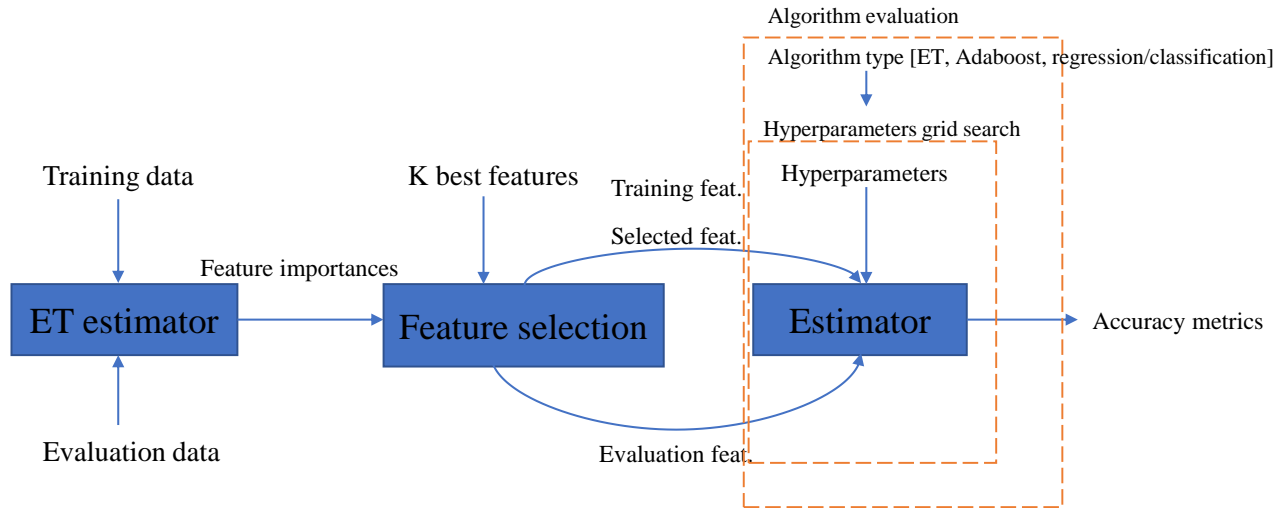 Algorithm evaluation
Algorithm type [ET, Adaboost, regression/classification]
Hyperparameters grid search
Training data
K best features
Training feat.
Hyperparameters
Selected feat.
Feature importances
ET estimator
Feature selection
Estimator
Accuracy metrics
Evaluation data
Evaluation feat.